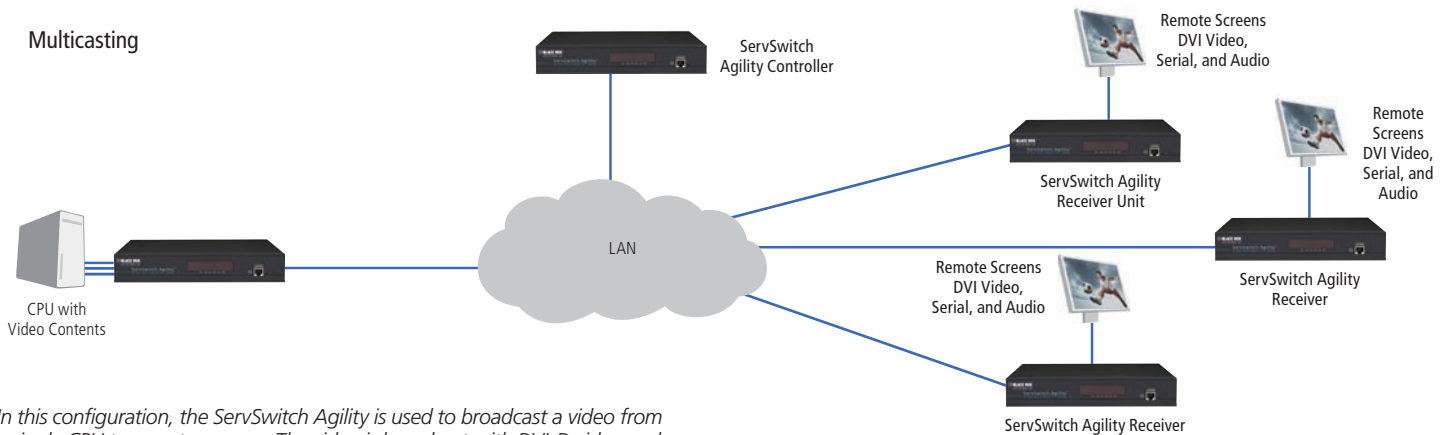 Multicasting
ServSwitch
Agility Controller
Remote Screens
DVI Video,
Serial, and Audio
Remote
Screens
DVI Video,
Serial, and
Audio
ServSwitch Agility
Receiver Unit
LAN
ServSwitch Agility
Receiver
Remote Screens
DVI Video,
Serial, and Audio
CPU with
Video Contents
ServSwitch Agility Receiver
In this configuration, the ServSwitch Agility is used to broadcast a video from